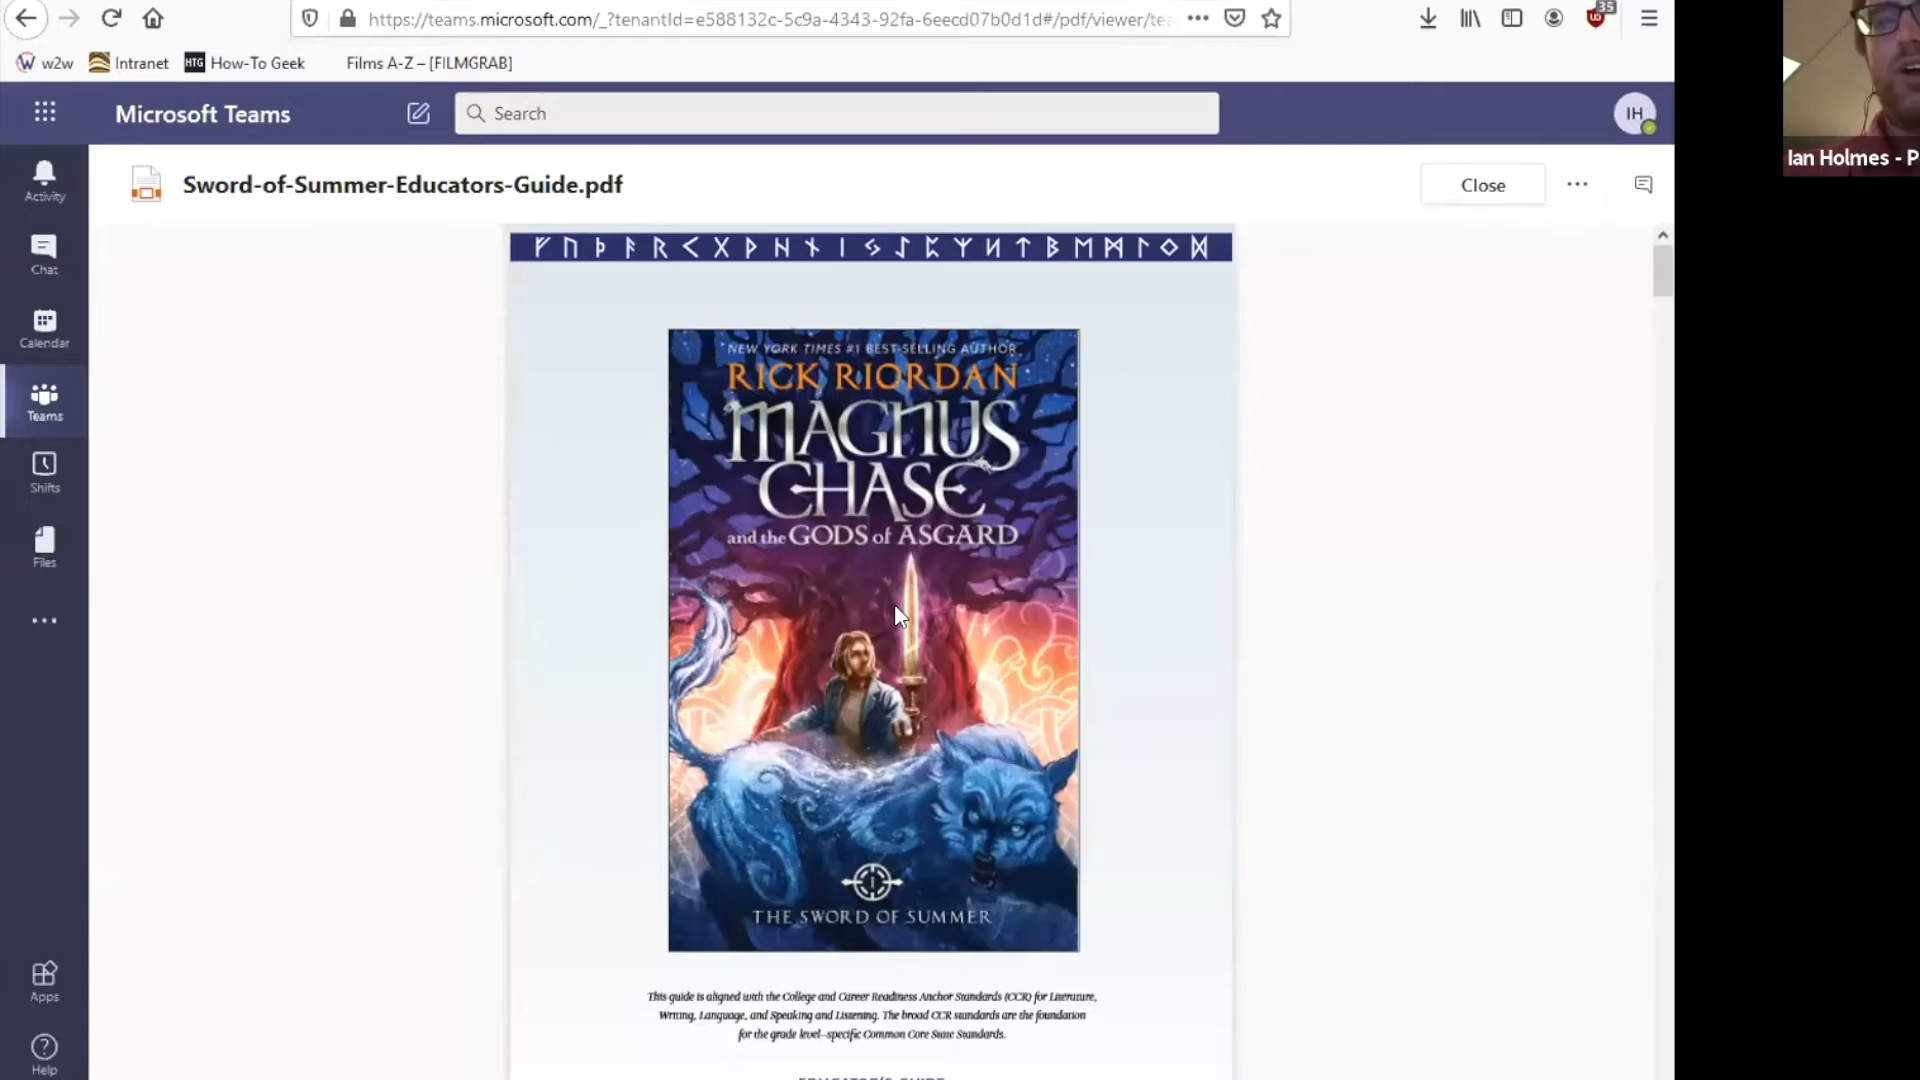 https://teams.microsoft.com/_?tenantId=e588132c-5c9a-4343-92fa-6eecd07b0d1d#/pdf/viewer/tea
35
w2w
Intranet
HTG How-To Geek
Films A-Z – [FILMGRAB]
Microsoft Teams
Search
IH
Ian Holmes - P
Activity
Chat
Calendar
Teams
Shifts
Files
Apps
Help
Sword-of-Summer-Educators-Guide.pdf
Close
ᚠ ᚢ ᚦ ᚨ ᚱ ᚲ ᚷ ᚹ ᚺ ᚾ ᛁ
NEW YORK TIMES #1 BEST-SELLING AUTHOR
RICK RIORDAN
MAGNUS
CHASE
and the GODS of ASGARD
THE SWORD OF SUMMER
This guide is aligned with the College and Career Readiness Anchor Standards (CCR) for Literature,
Writing, Language, and Speaking and Listening. The broad CCR standards are the foundation
for the grade level–specific Common Core State Standards.
EDUCATOR'S GUIDE